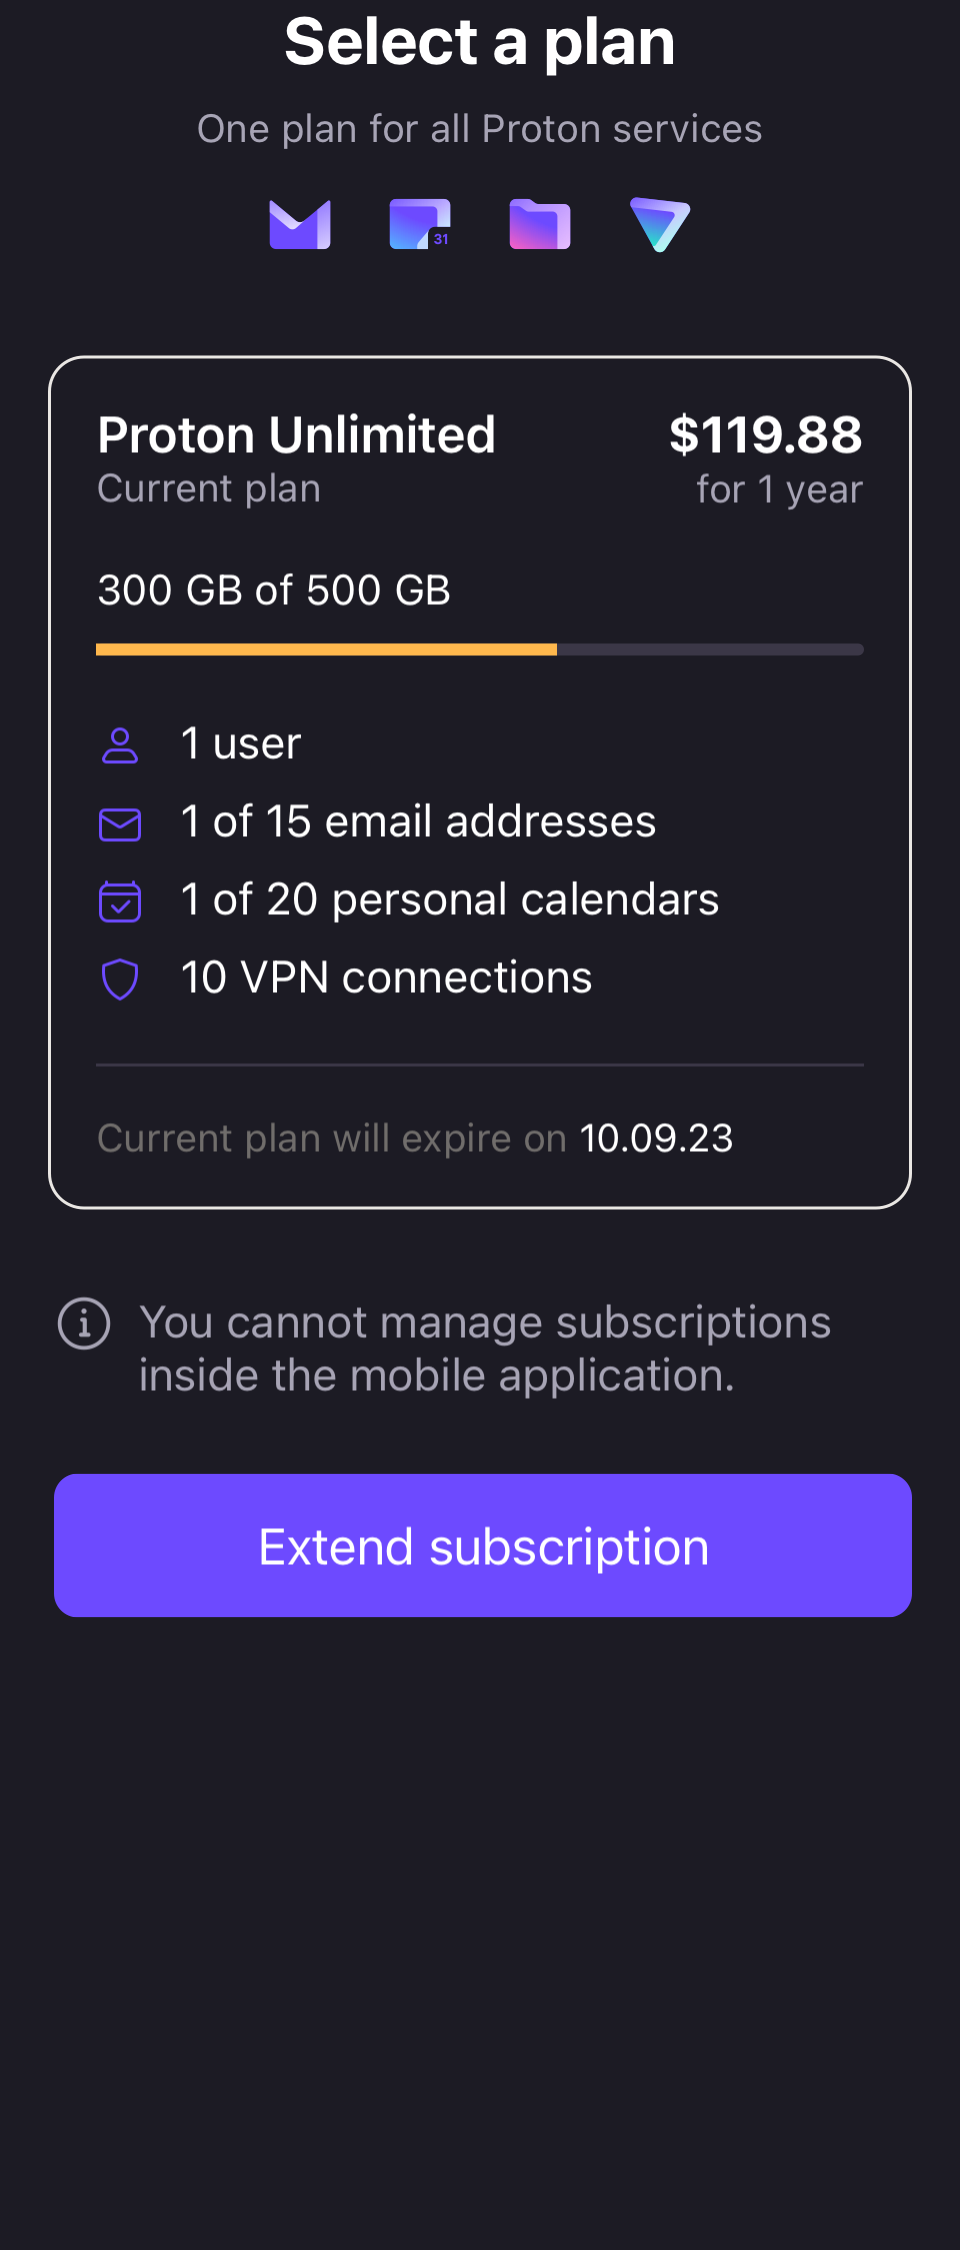 Select a plan
One plan for all Proton services
31
Proton Unlimited
$119.88
Current plan
for 1 year
300 GB of 500 GB
1 user
1 of 15 email addresses
1 of 20 personal calendars
10 VPN connections
Current plan will expire on 10.09.23
You cannot manage subscriptions
inside the mobile application.
Extend subscription